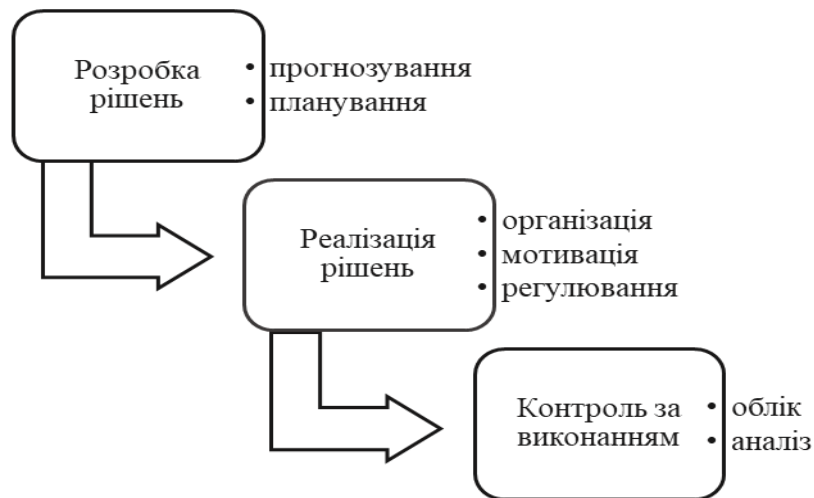 Розробка
рішень
• прогнозування
• планування
Реалізація
рішень
• організація
• мотивація
• регулювання
Контроль за
виконанням
• облік
• аналіз